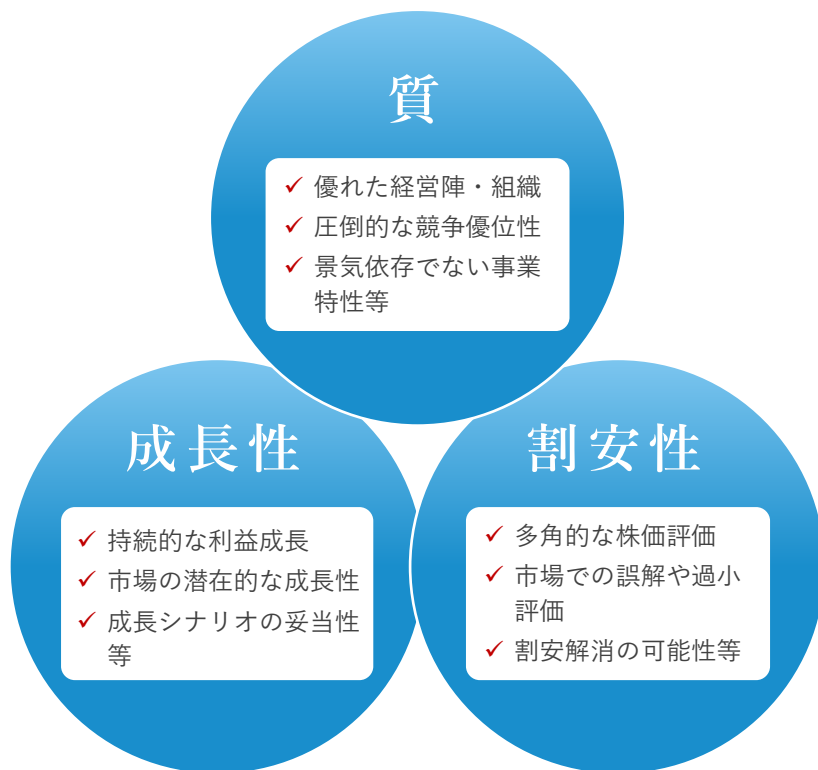 質
✓ 優れた経営陣・組織
✓ 圧倒的な競争優位性
✓ 景気依存でない事業
特性等
成長性
✓ 持続的な利益成長
✓ 市場の潜在的な成長性
✓ 成長シナリオの妥当性
等
割安性
✓ 多角的な株価評価
✓ 市場での誤解や過小
評価
✓ 割安解消の可能性等